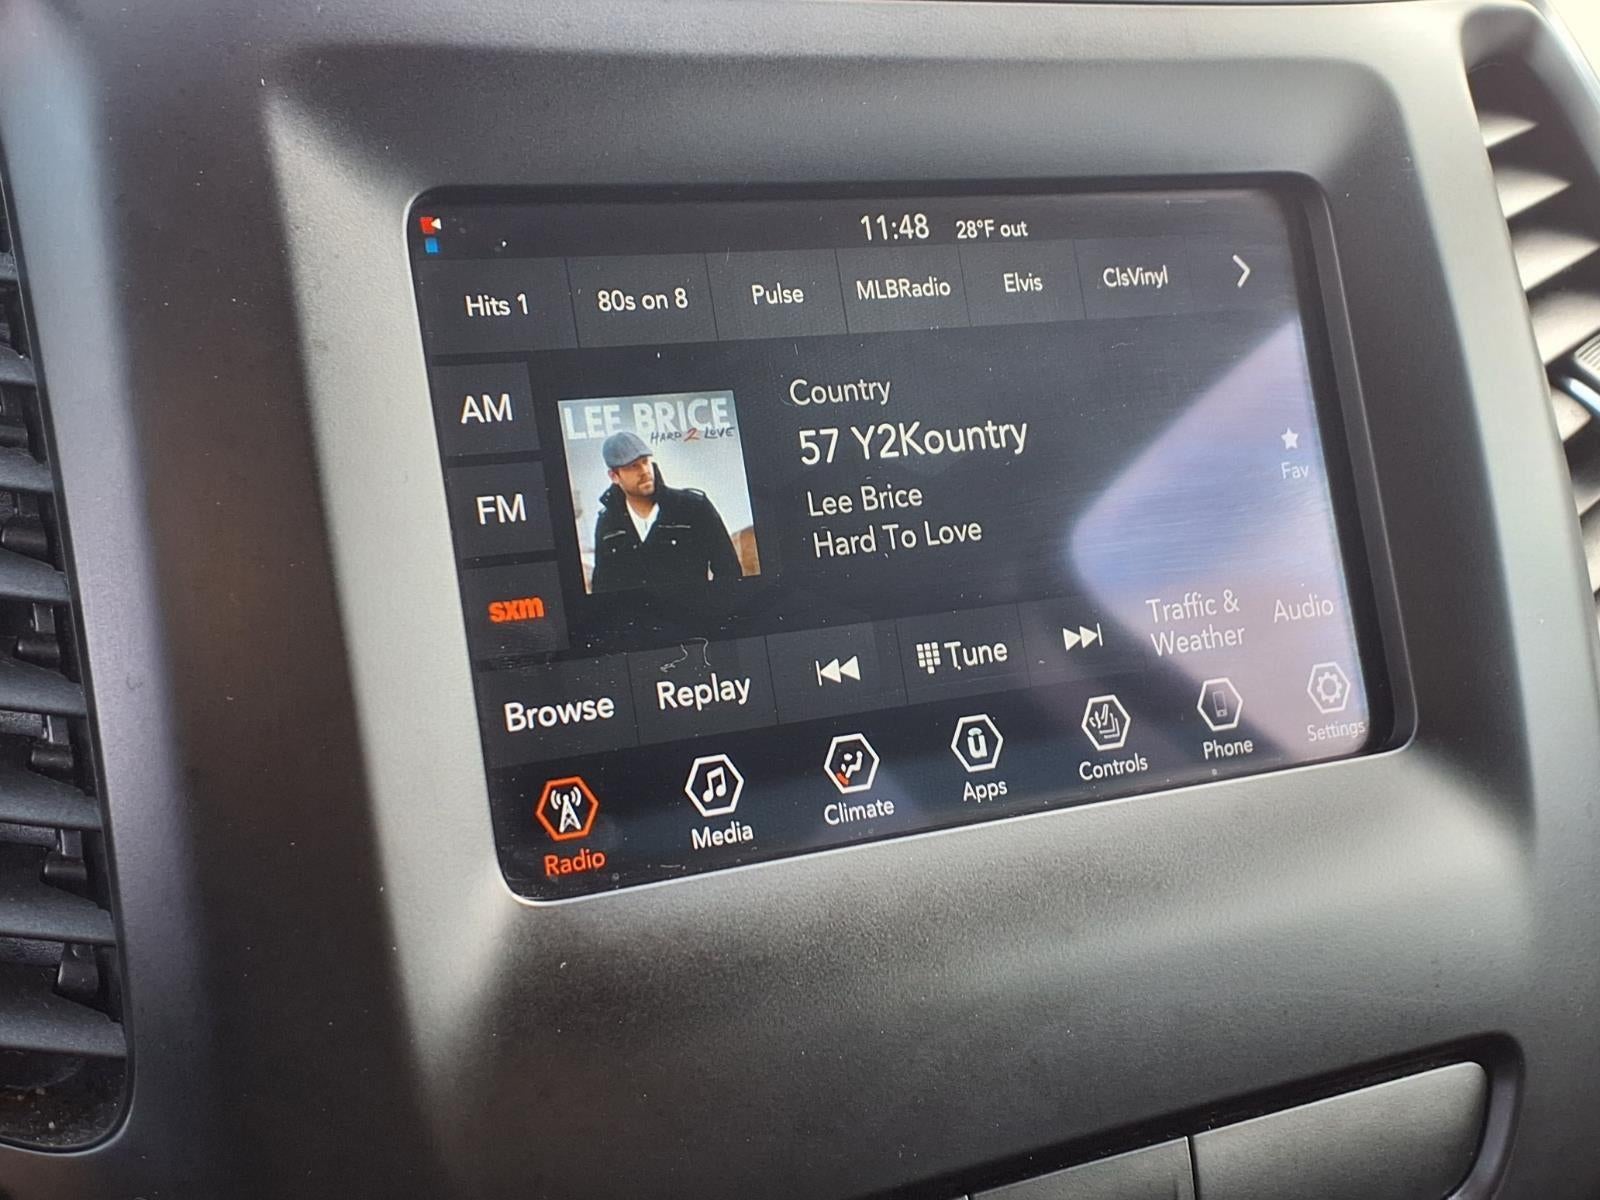 11:48 28°F out
Hits 1 80s on 8 Pulse MLBRadio Elvis ClsVinyl
AM
FM
sxm
LEE BRICE
HARD 2 LOVE
Country
57 Y2Kountry
Lee Brice
Hard To Love
Fav
Browse Replay Tune Traffic & Weather Audio
Radio Media Climate Apps Controls Phone Settings